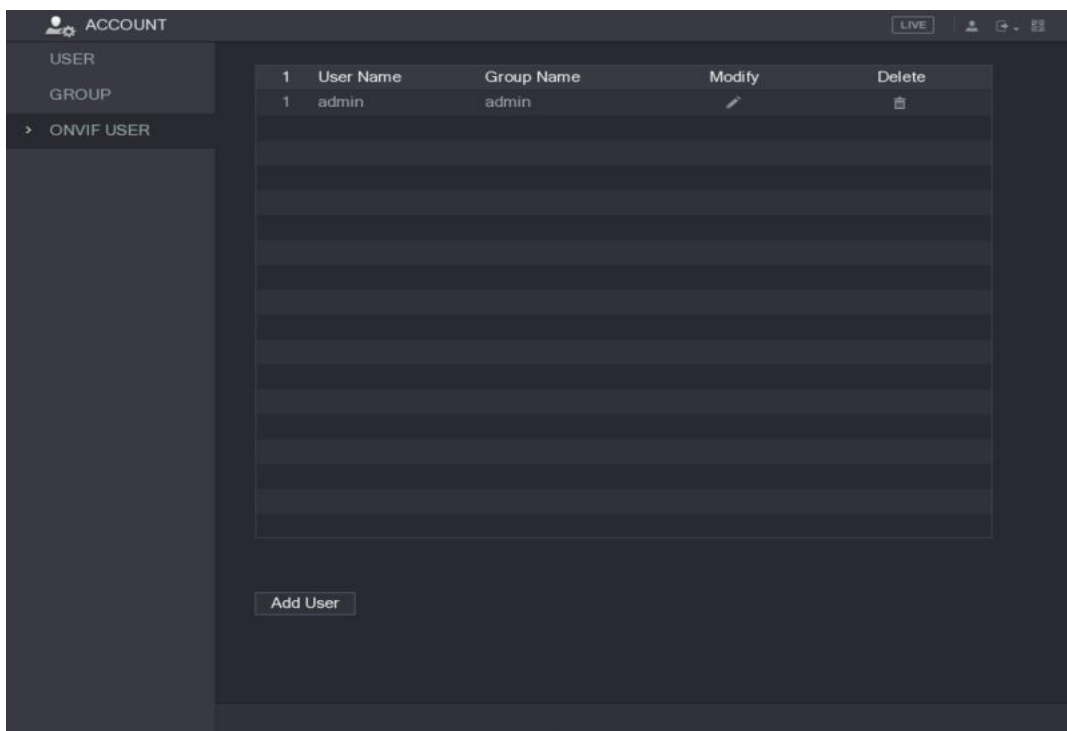 ACCOUNT
LIVE
USER
GROUP
ONVIF USER
1 User Name Group Name Modify Delete
1 admin admin
Add User